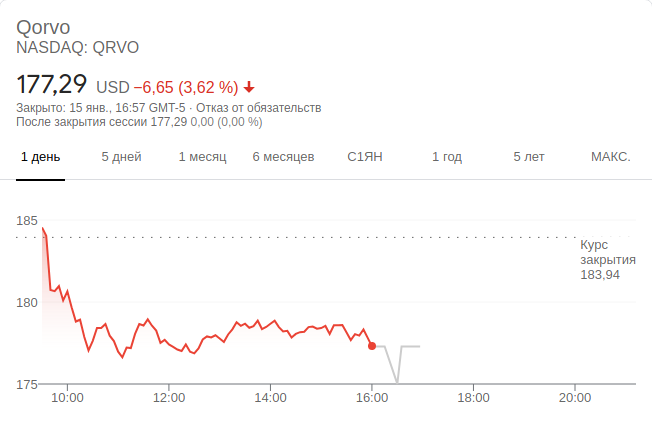 Qorvo
NASDAQ: QRVO
177,29 USD −6,65 (3,62 %)
Закрыто: 15 янв., 16:57 GMT-5 · Отказ от обязательств
После закрытия сессии 177,29 0,00 (0,00 %)
1 день 5 дней 1 месяц 6 месяцев С1ЯН 1 год 5 лет МАКС.
185
Курс
закрытия
183,94
180
175
10:00 12:00 14:00 16:00 18:00 20:00